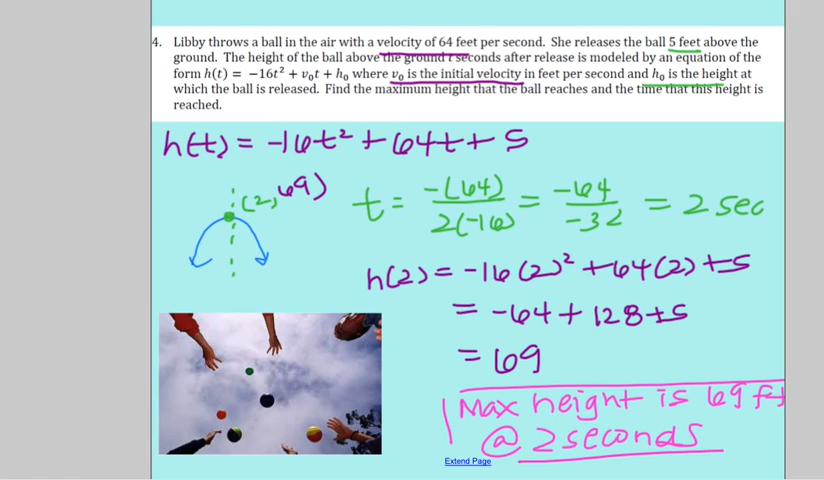 4. Libby throws a ball in the air with a velocity of 64 feet per second. She releases the ball 5 feet above the
ground. The height of the ball above the ground t seconds after release is modeled by an equation of the
form h(t) = −16t² + v₀t + h₀ where v₀ is the initial velocity in feet per second and h₀ is the height at
which the ball is released. Find the maximum height that the ball reaches and the time that this height is
reached.
h(t) = -16t² + 64t + 5
(2, 69)
t = -(64)/2(-16) = -64/-32 = 2 sec
h(2) = -16(2)² + 64(2) + 5
= -64 + 128 + 5
= 69
Max height is 69 ft
@ 2 seconds
Extend Page